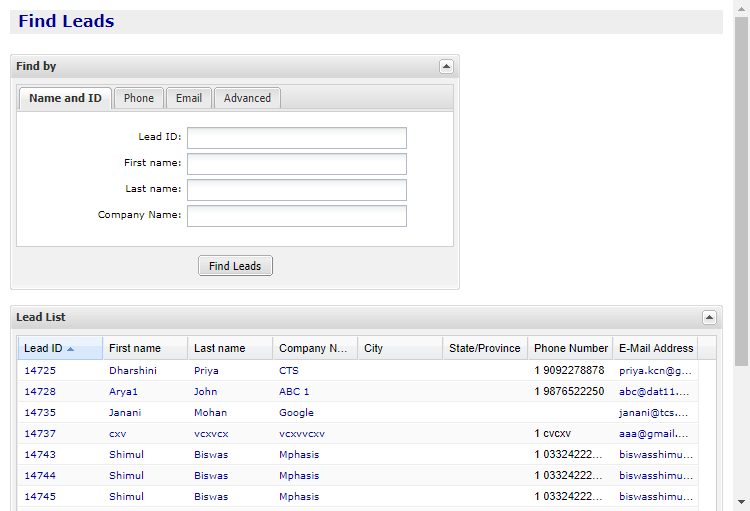 Find Leads
Find by
Name and ID Phone Email Advanced
Lead ID:
First name:
Last name:
Company Name:
Find Leads
Lead List
Lead ID First name Last name Company N... City State/Province Phone Number E-Mail Address
14725 Dharshini Priya CTS 1 9092278878 priya.kcn@g...
14728 Arya1 John ABC 1 1 9876522250 abc@dat11....
14735 Janani Mohan Google janani@tcs....
14737 cxv vcxvcx vcxvvcxv 1 cvcxv aaa@gmail....
14743 Shimul Biswas Mphasis 1 03324222... biswasshimu...
14744 Shimul Biswas Mphasis 1 03324222... biswasshimu...
14745 Shimul Biswas Mphasis 1 03324222... biswasshimu...